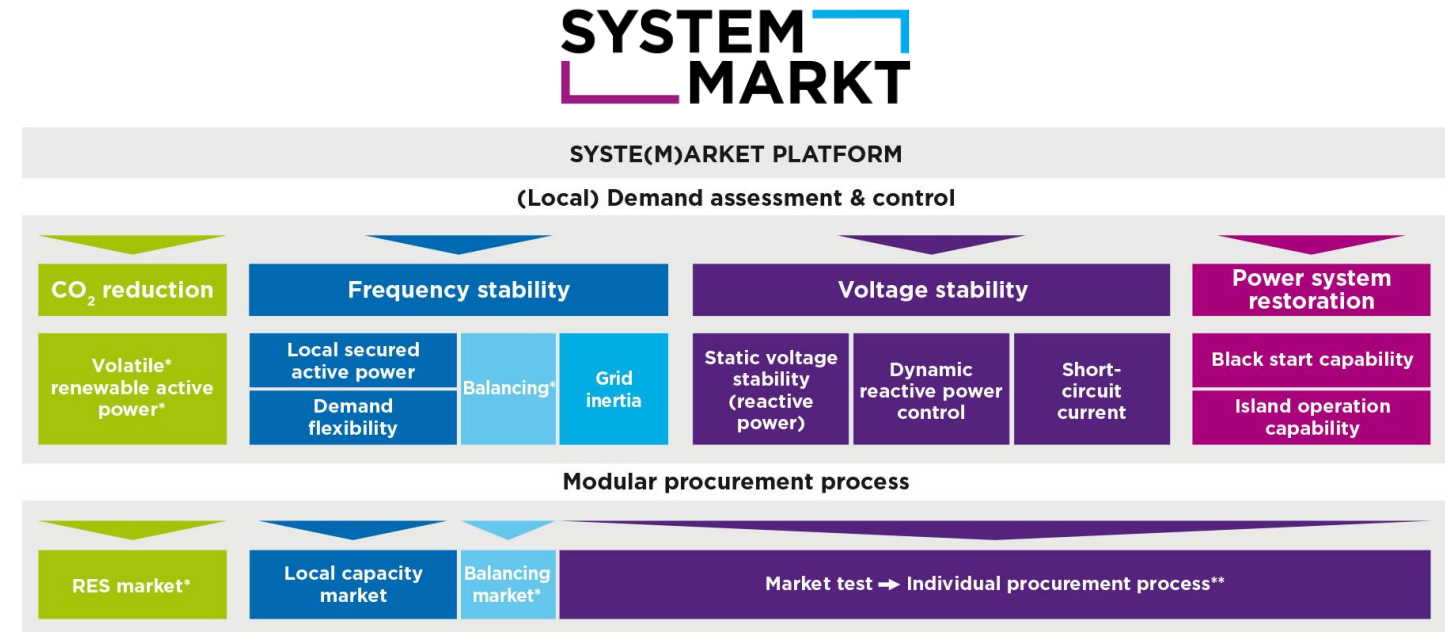 SYSTEM
MARKT
SYSTE(M)ARKET PLATFORM
(Local) Demand assessment & control
CO₂ reduction
Frequency stability
Voltage stability
Power system
restoration
Volatile*
renewable active
power*
Local secured
active power
Demand
flexibility
Balancing*
Grid
inertia
Static voltage
stability
(reactive
power)
Dynamic
reactive power
control
Short-
circuit
current
Black start capability
Island operation
capability
Modular procurement process
RES market*
Local capacity
market
Balancing
market*
Market test → Individual procurement process**